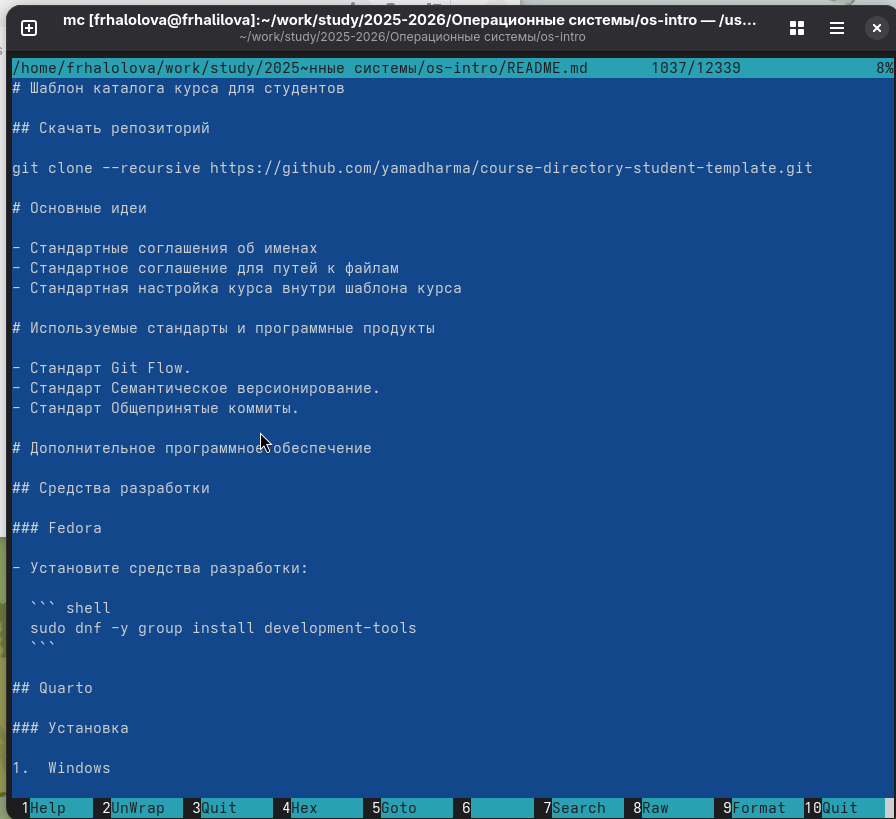 mc [frhalolova@frhalilova]:~/work/study/2025-2026/Операционные системы/os-intro — /us...
~/work/study/2025-2026/Операционные системы/os-intro
/home/frhalolova/work/study/2025~нные системы/os-intro/README.md 1037/12339 8%
# Шаблон каталога курса для студентов
## Скачать репозиторий
git clone --recursive https://github.com/yamadharma/course-directory-student-template.git
# Основные идеи
- Стандартные соглашения об именах
- Стандартное соглашение для путей к файлам
- Стандартная настройка курса внутри шаблона курса
# Используемые стандарты и программные продукты
- Стандарт Git Flow.
- Стандарт Семантическое версионирование.
- Стандарт Общепринятые коммиты.
# Дополнительное программное обеспечение
## Средства разработки
### Fedora
- Установите средства разработки:
``` shell
sudo dnf -y group install development-tools
```
## Quarto
### Установка
1. Windows
1Help 2UnWrap 3Quit 4Hex 5Goto 6 7Search 8Raw 9Format 10Quit